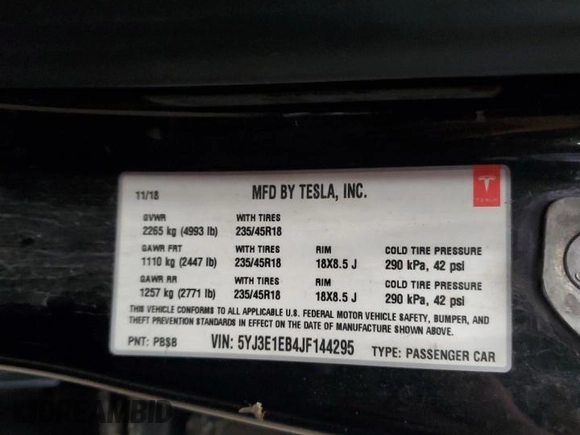 11/18 MFD BY TESLA, INC.
TESLA
GVWR WITH TIRES
2265 kg (4993 lb) 235/45R18
GAWR FRT WITH TIRES RIM COLD TIRE PRESSURE
1110 kg (2447 lb) 235/45R18 18X8.5 J 290 kPa, 42 psi
GAWR RR WITH TIRES RIM COLD TIRE PRESSURE
1257 kg (2771 lb) 235/45R18 18X8.5 J 290 kPa, 42 psi
THIS VEHICLE CONFORMS TO ALL APPLICABLE U.S. FEDERAL MOTOR VEHICLE SAFETY, BUMPER, AND
THEFT PREVENTION STANDARDS IN EFFECT ON THE DATE OF MANUFACTURE SHOWN ABOVE.
PNT: PBSB VIN: 5YJ3E1EB4JF144295 TYPE: PASSENGER CAR